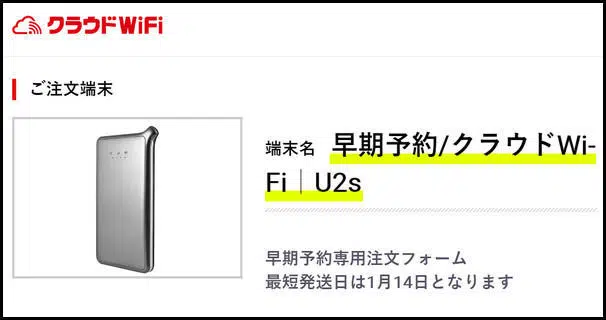 クラウドWiFi
ご注文端末
端末名 早期予約/クラウドWi-
Fi｜U2s
早期予約専用注文フォーム
最短発送日は1月14日となります